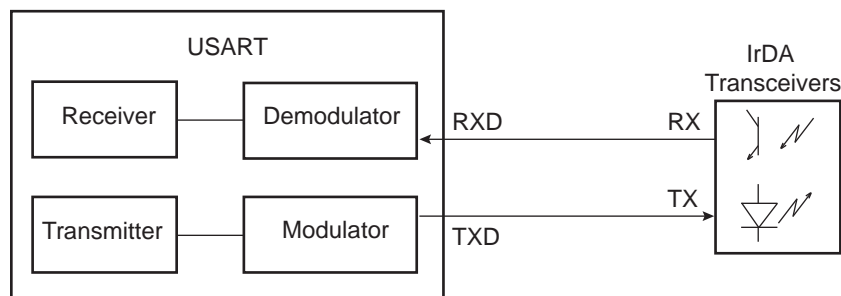 USART
IrDA
Transceivers
Receiver
Demodulator
RXD
RX
Transmitter
Modulator
TXD
TX